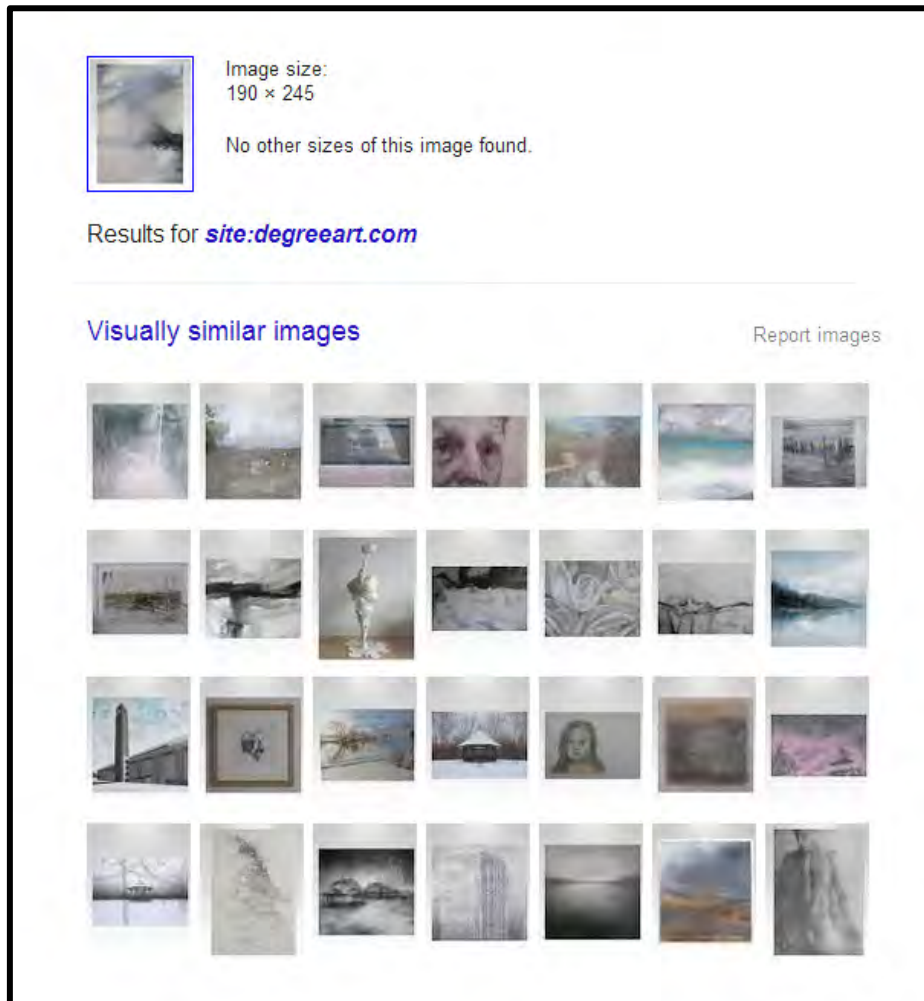 Image size:
190 × 245
No other sizes of this image found.
Results for site:degreeart.com
Visually similar images
Report images